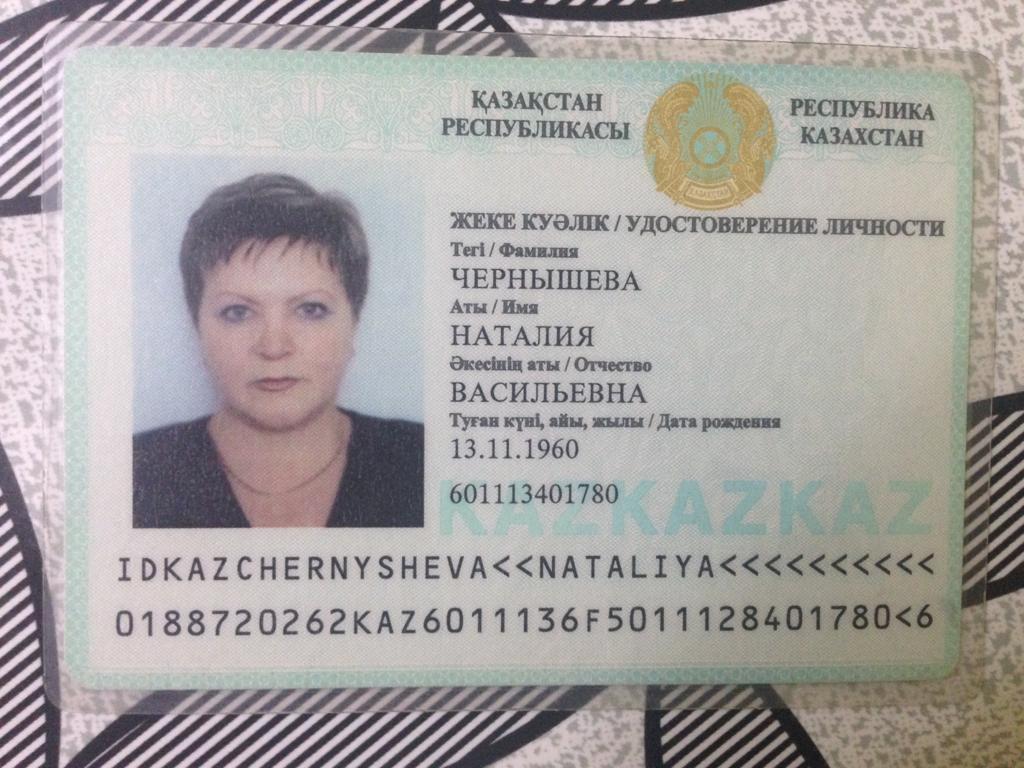 ҚАЗАҚСТАН
РЕСПУБЛИКАСЫ
РЕСПУБЛИКА
КАЗАХСТАН
ЖЕКЕ КУӘЛІК / УДОСТОВЕРЕНИЕ ЛИЧНОСТИ
Тегі / Фамилия
ЧЕРНЫШЕВА
Аты / Имя
НАТАЛИЯ
Әкесінің аты / Отчество
ВАСИЛЬЕВНА
Туған күні, айы, жылы / Дата рождения
13.11.1960
601113401780
KAZKAZKAZ
IDKAZCHERNYSHEVA<<NATALIYA<<<<<<<<<<
0188720262KAZ6011136F5011128401780<6